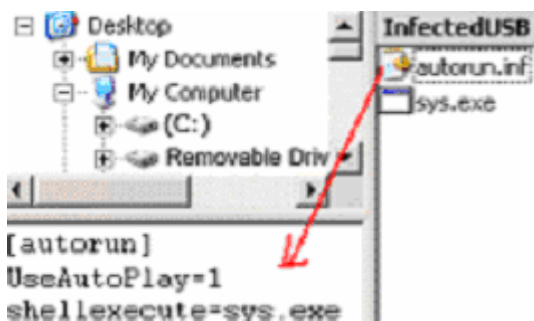 Desktop
My Documents
My Computer
(C:)
Removable Driv
[autorun]
UseAutoPlay=1
shellexecute=sys.exe
InfectedUSB
autorun.inf
sys.exe